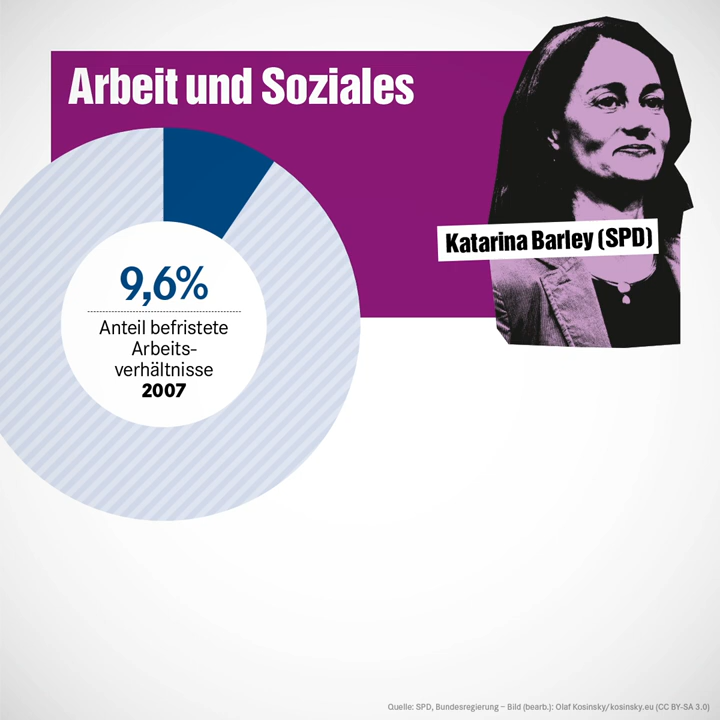 Arbeit und Soziales
Katarina Barley (SPD)
9,6%
Anteil befristete
Arbeits-
verhältnisse
2007
Quelle: SPD, Bundesregierung – Bild (bearb.): Olaf Kosinsky/kosinsky.eu (CC BY-SA 3.0)